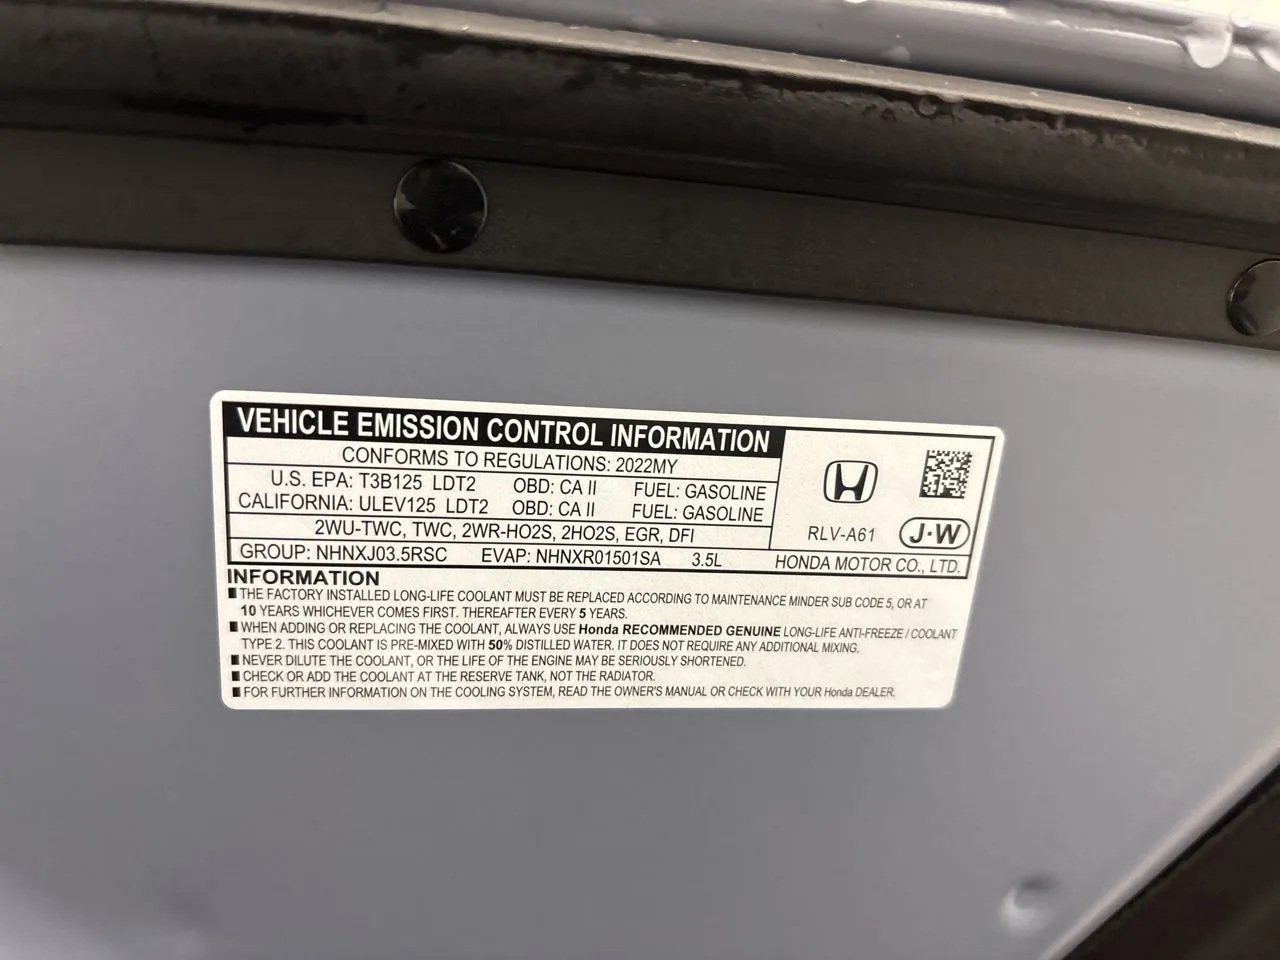 VEHICLE EMISSION CONTROL INFORMATION
CONFORMS TO REGULATIONS: 2022MY
U.S. EPA: T3B125 LDT2 OBD: CA II FUEL: GASOLINE
CALIFORNIA: ULEV125 LDT2 OBD: CA II FUEL: GASOLINE
2WU-TWC, TWC, 2WR-HO2S, 2HO2S, EGR, DFI
RLV-A61 J·W
GROUP: NHNXJ03.5RSC EVAP: NHNXR01501SA 3.5L HONDA MOTOR CO., LTD.
INFORMATION
THE FACTORY INSTALLED LONG-LIFE COOLANT MUST BE REPLACED ACCORDING TO MAINTENANCE MINDER SUB CODE 5, OR AT
10 YEARS WHICHEVER COMES FIRST. THEREAFTER EVERY 5 YEARS.
WHEN ADDING OR REPLACING THE COOLANT, ALWAYS USE Honda RECOMMENDED GENUINE LONG-LIFE ANTI-FREEZE / COOLANT
TYPE 2. THIS COOLANT IS PRE-MIXED WITH 50% DISTILLED WATER. IT DOES NOT REQUIRE ANY ADDITIONAL MIXING.
NEVER DILUTE THE COOLANT, OR THE LIFE OF THE ENGINE MAY BE SERIOUSLY SHORTENED.
CHECK OR ADD THE COOLANT AT THE RESERVE TANK, NOT THE RADIATOR.
FOR FURTHER INFORMATION ON THE COOLING SYSTEM, READ THE OWNER'S MANUAL OR CHECK WITH YOUR Honda DEALER.